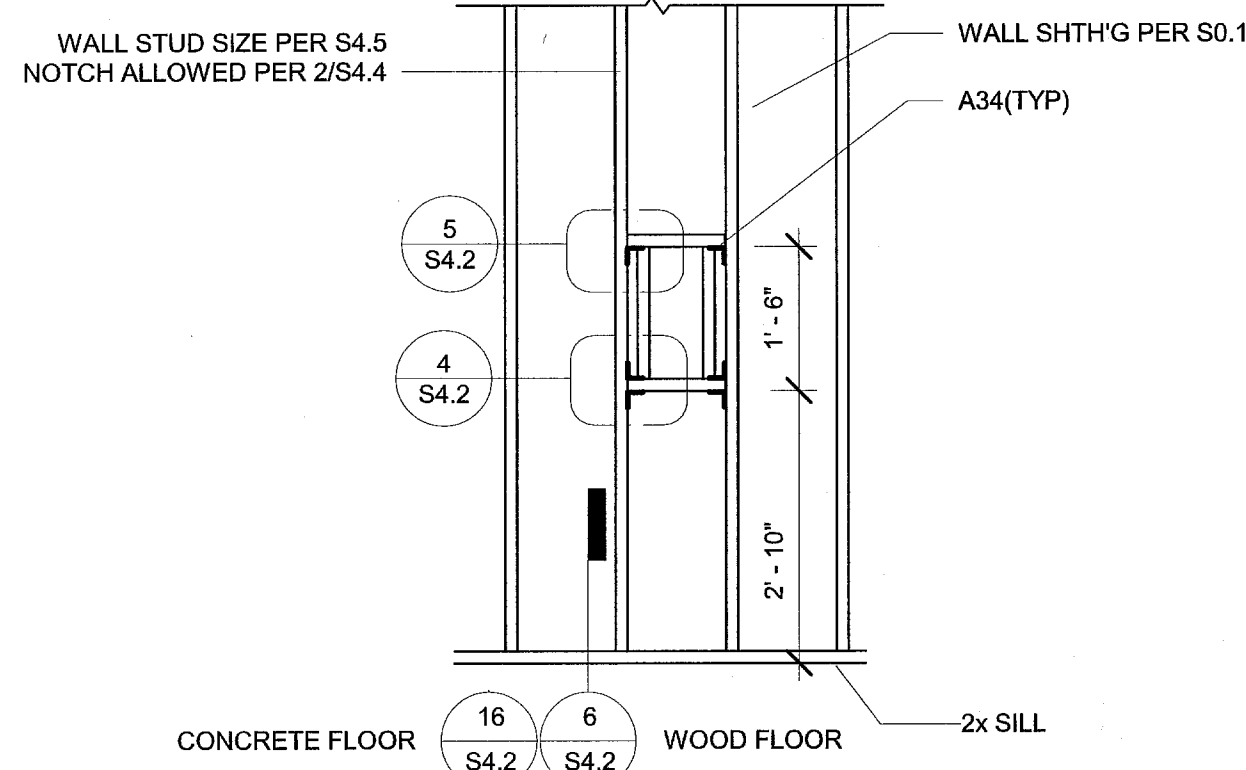 WALL STUD SIZE PER S4.5
NOTCH ALLOWED PER 2/S4.4
WALL SHTH'G PER S0.1
A34(TYP)
5
S4.2
1' - 6"
4
S4.2
2' - 10"
2x SILL
CONCRETE FLOOR
16
S4.2
6
S4.2
WOOD FLOOR